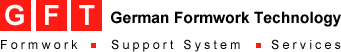 GFT German Formwork Technology
Formwork ▪ Support System ▪ Services